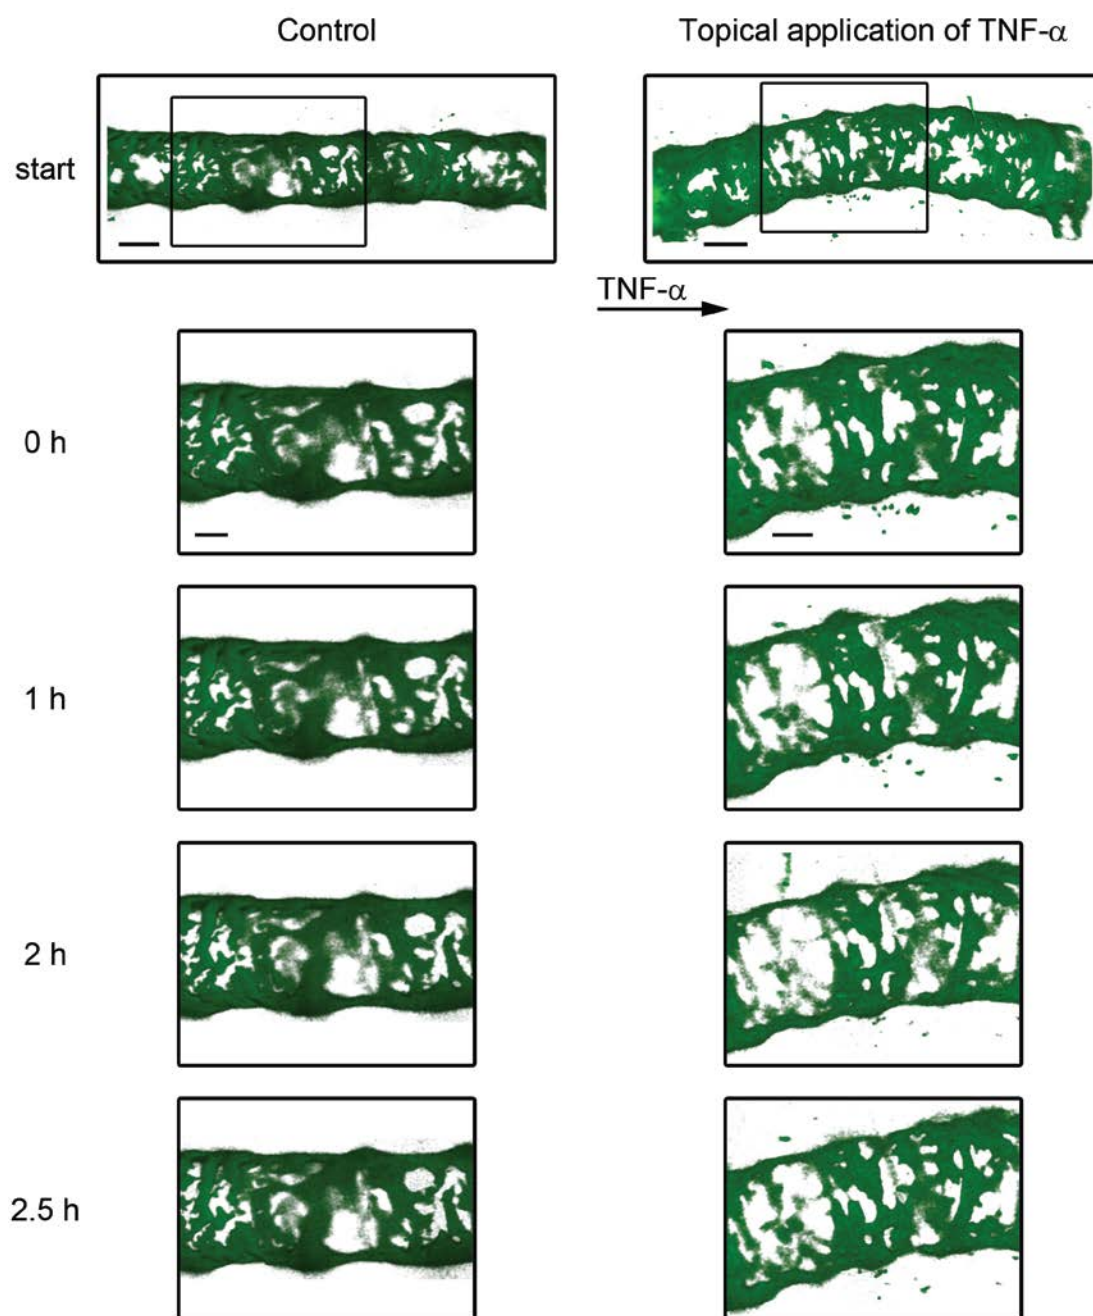 Control
Topical application of TNF-α
start
TNF-α
0 h
1 h
2 h
2.5 h